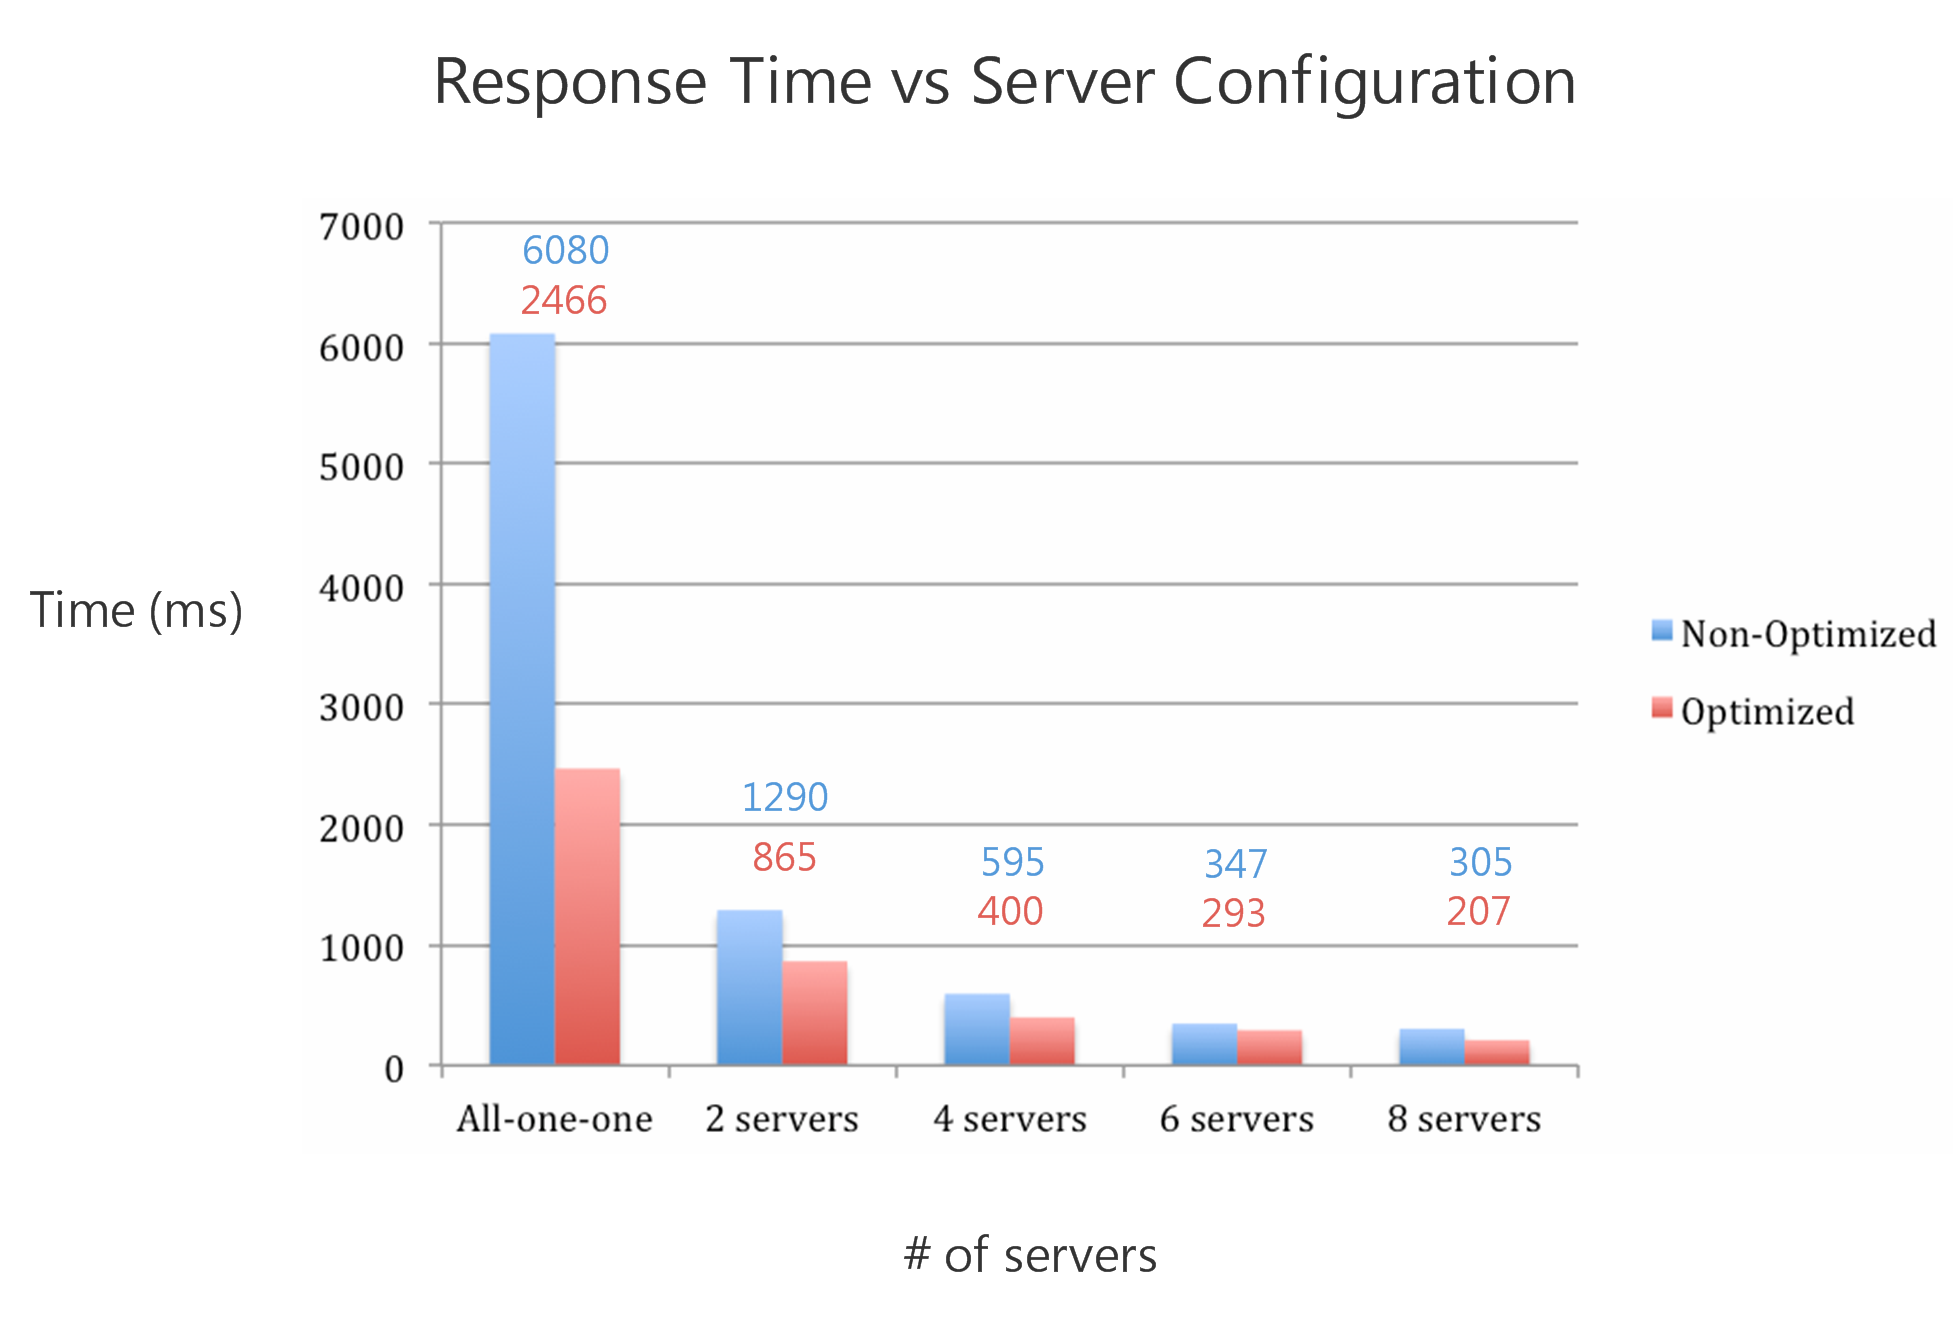 Response Time vs Server Configuration
7000
6000
5000
4000
3000
2000
1000
0
Time (ms)
6080
2466
1290
865
595
400
347
293
305
207
All-one-one
2 servers
4 servers
6 servers
8 servers
# of servers
Non-Optimized
Optimized